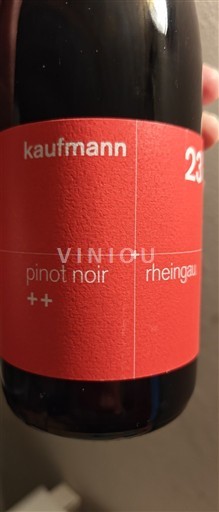 kaufmann
23
VINIOU
pinot noir rheingau
++